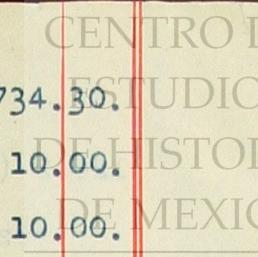 CENTRO D
734.30. ESTUDIO
10.00. DE HISTO
10.00. DE MEXIC